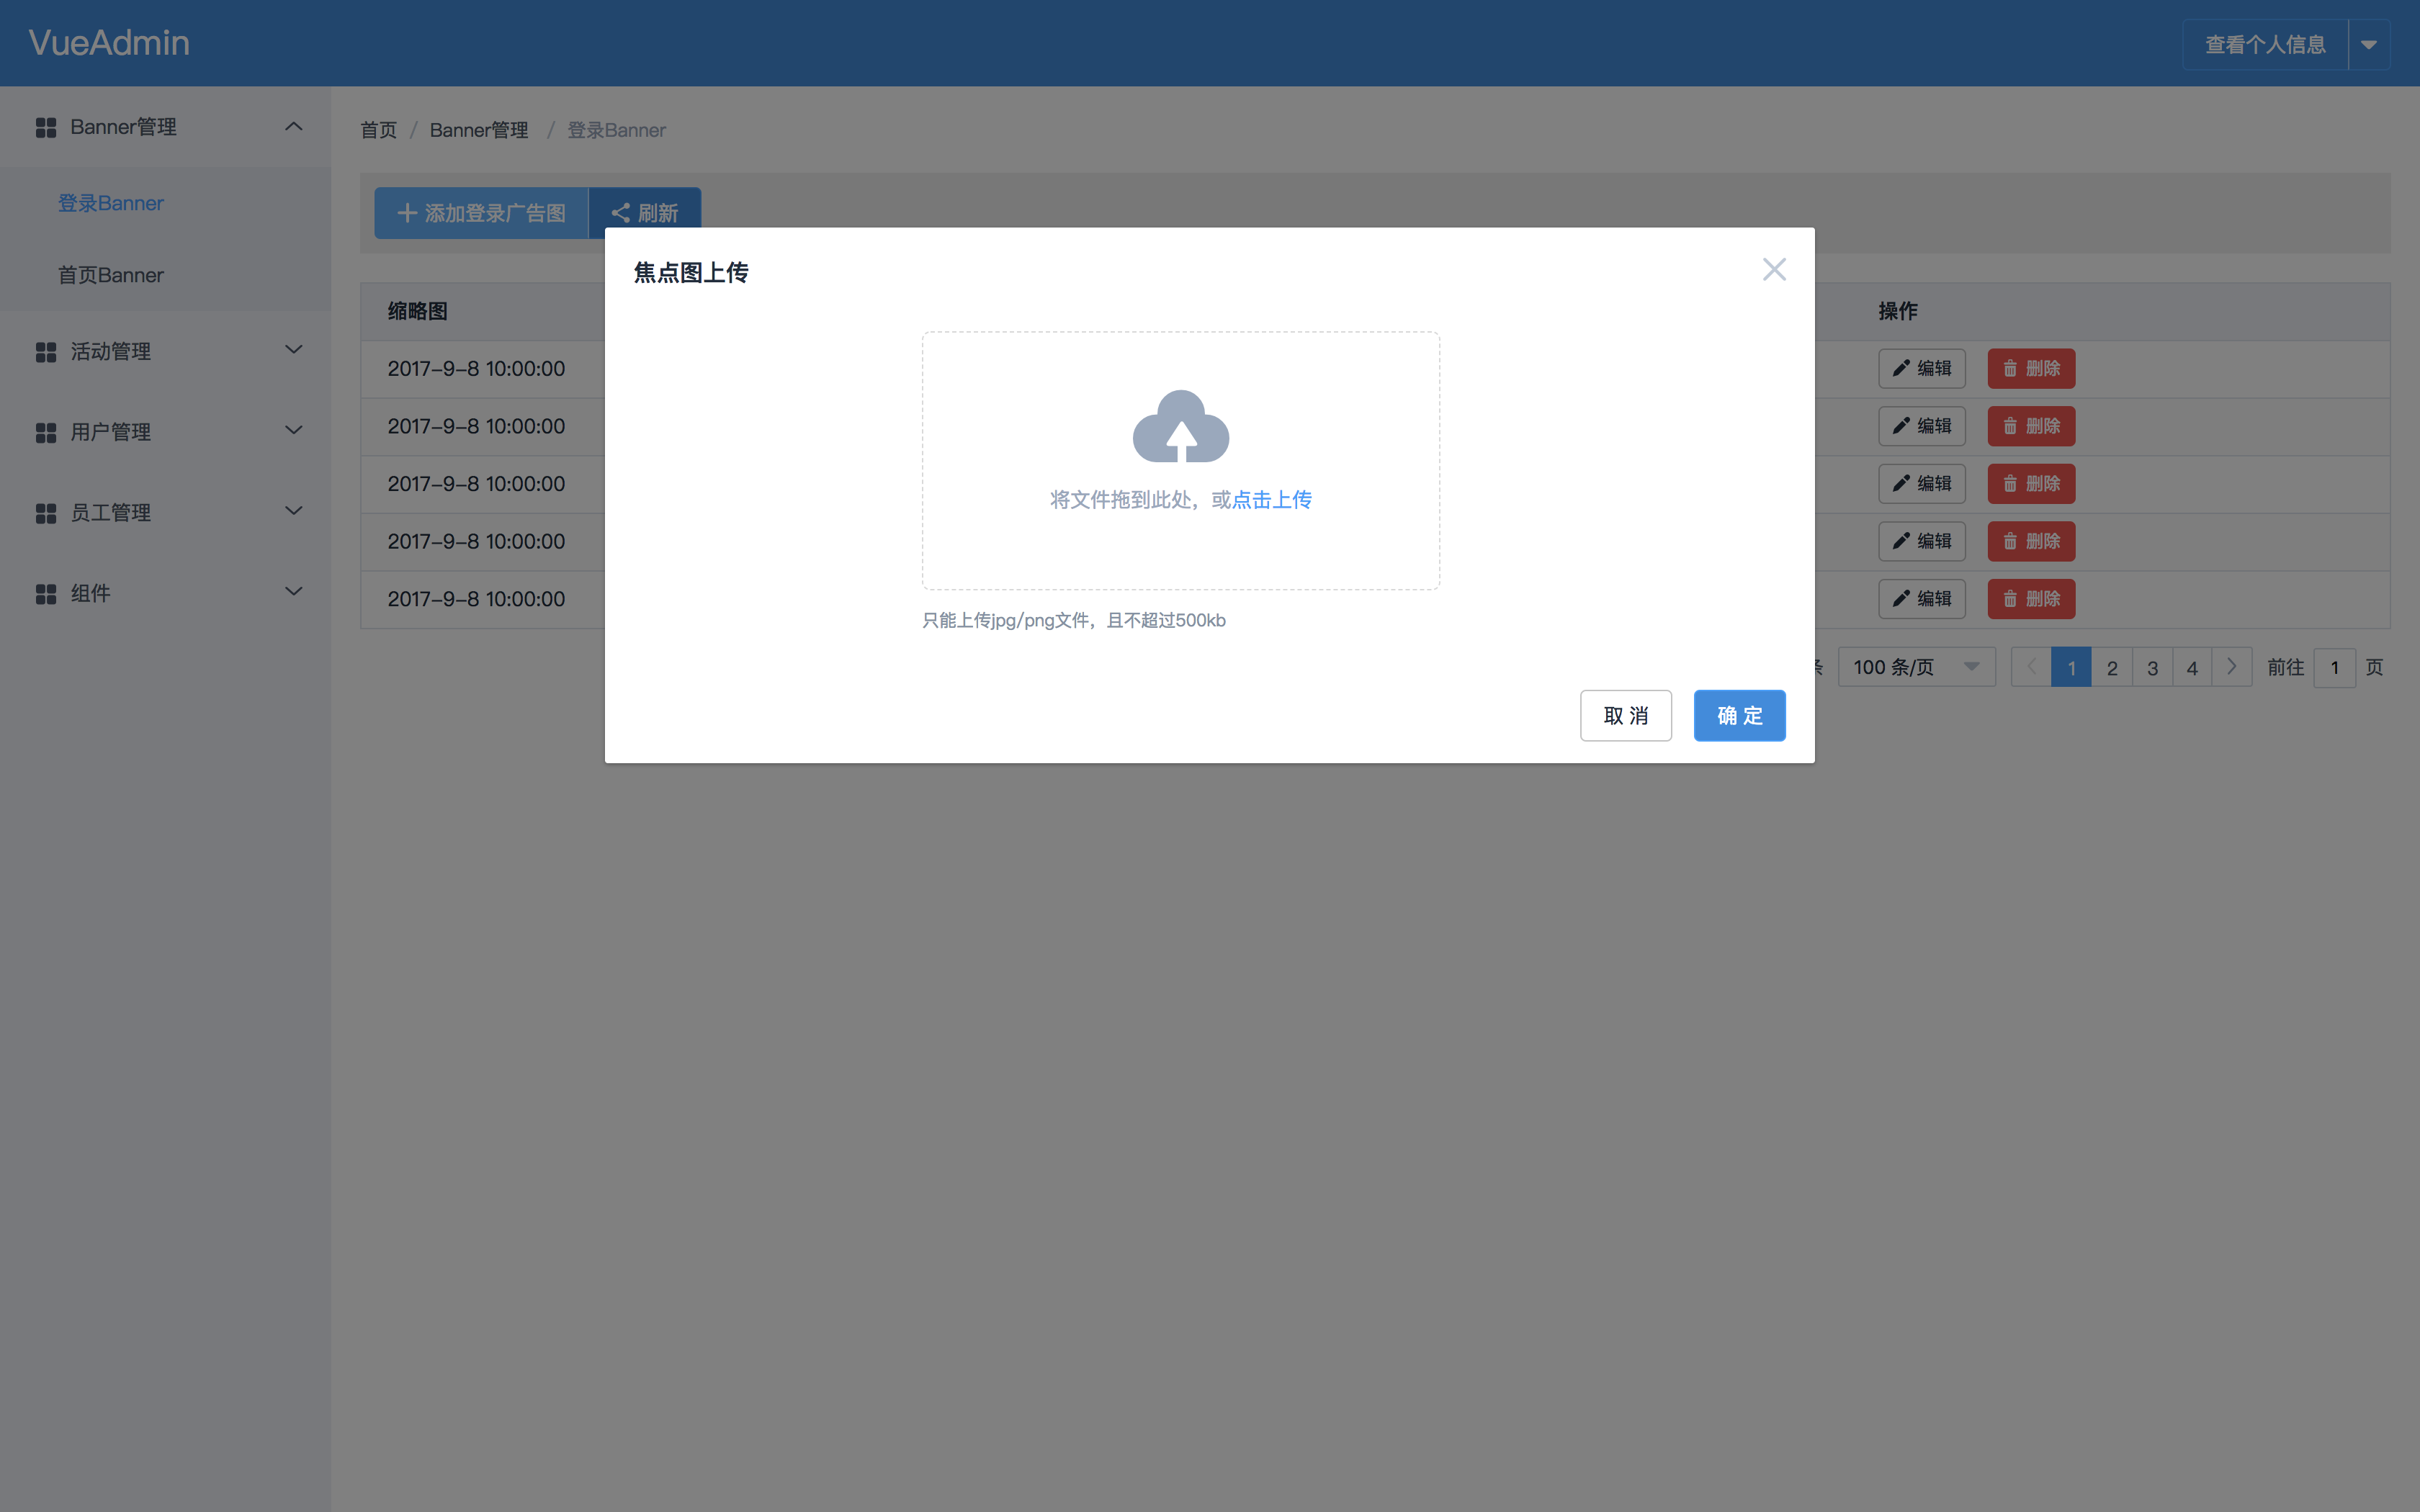 VueAdmin
查看个人信息
Banner管理
登录Banner
首页Banner
活动管理
用户管理
员工管理
组件
首页 / Banner管理 / 登录Banner
添加登录广告图 刷新
缩略图 操作
2017-9-8 10:00:00 编辑 删除
2017-9-8 10:00:00 编辑 删除
2017-9-8 10:00:00 编辑 删除
2017-9-8 10:00:00 编辑 删除
2017-9-8 10:00:00 编辑 删除
100 条/页 1 2 3 4 前往 1 页
焦点图上传
将文件拖到此处，或点击上传
只能上传jpg/png文件，且不超过500kb
取 消 确 定